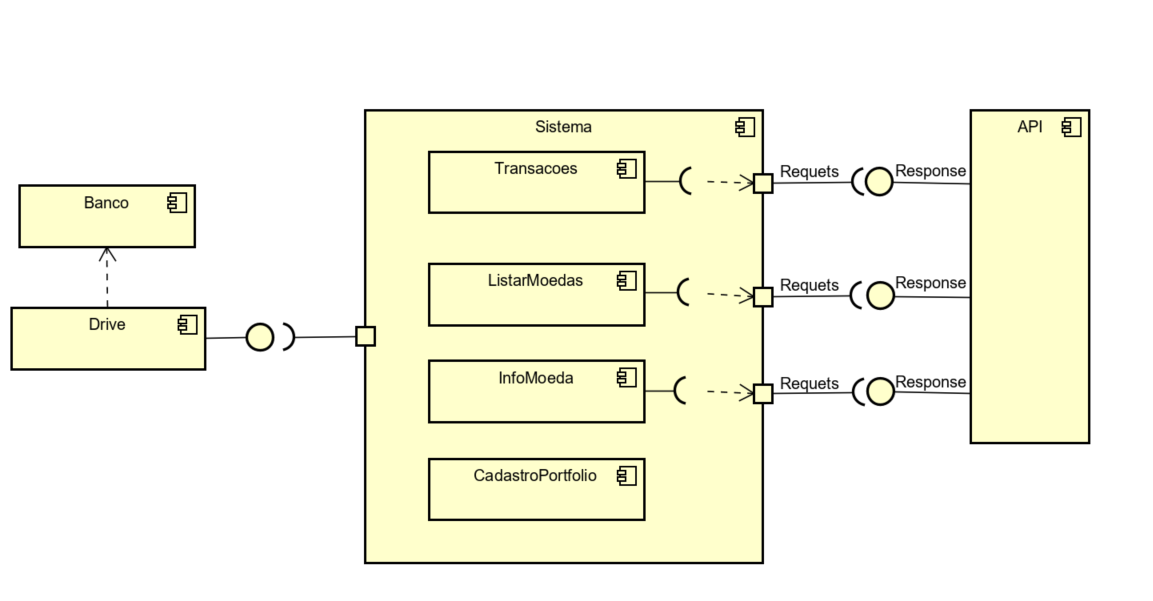 Sistema
API
Transacoes
Requets
Response
Banco
ListarMoedas
Requets
Response
Drive
InfoMoeda
Requets
Response
CadastroPortfolio